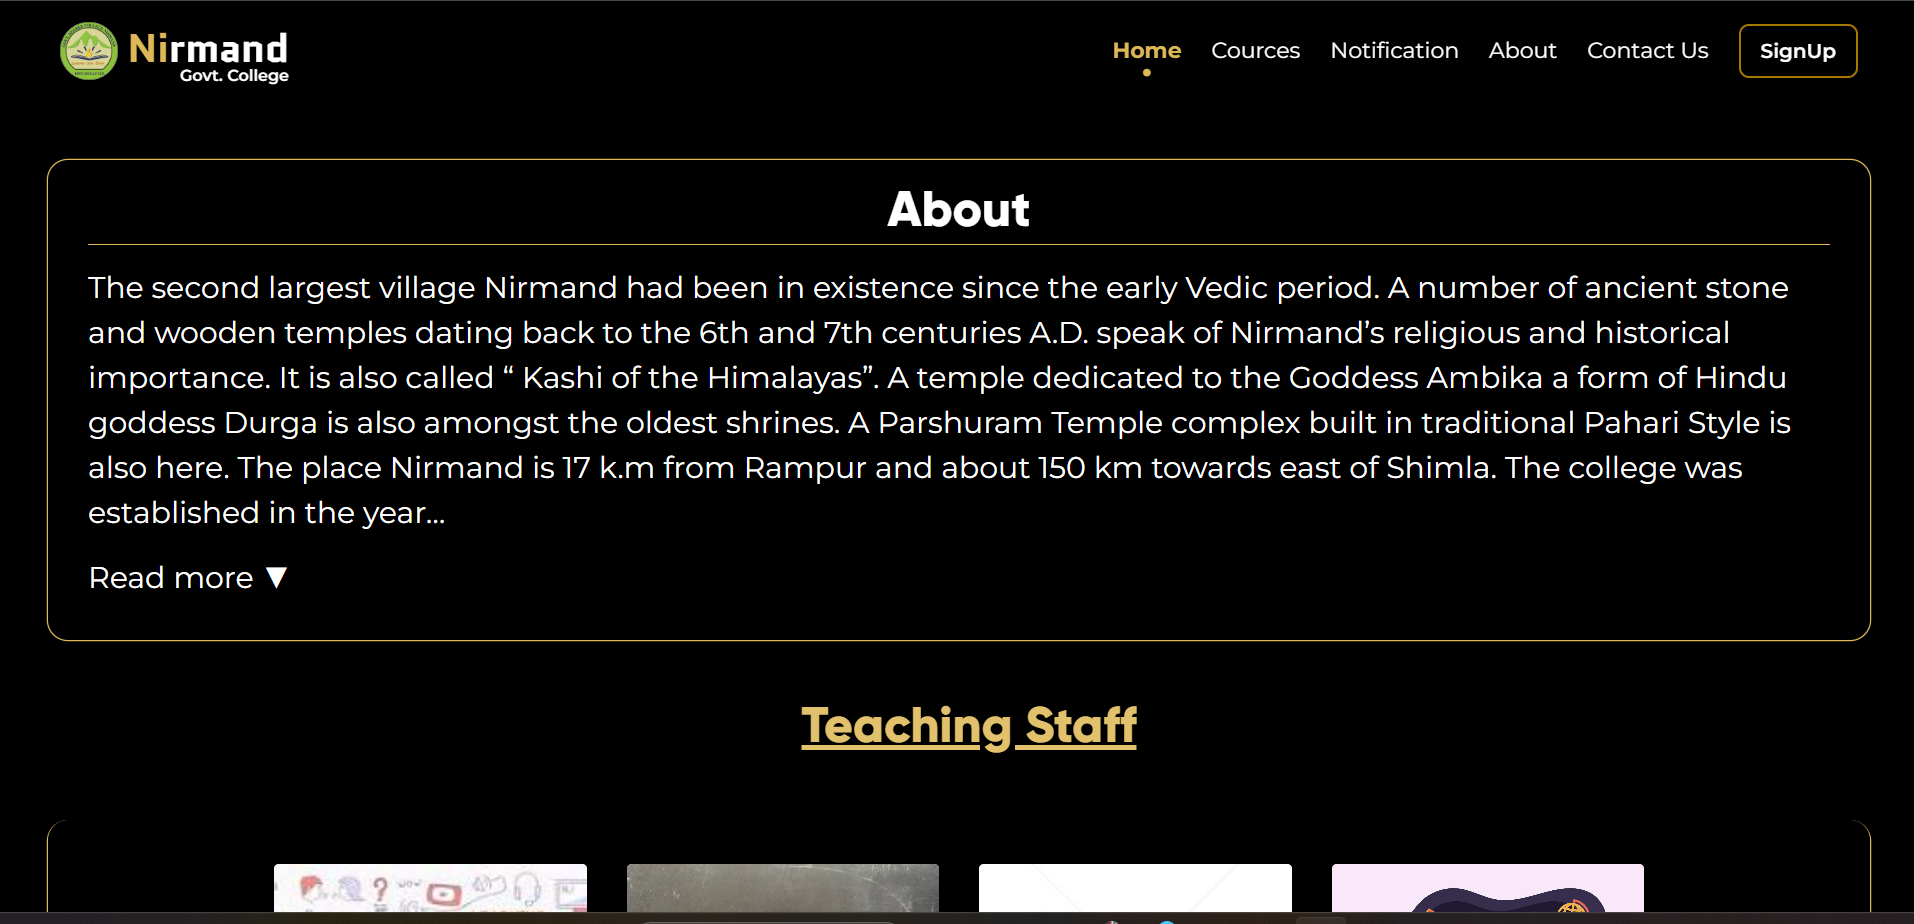 Nirmand
Govt. College
Home Cources Notification About Contact Us SignUp
About
The second largest village Nirmand had been in existence since the early Vedic period. A number of ancient stone
and wooden temples dating back to the 6th and 7th centuries A.D. speak of Nirmand’s religious and historical
importance. It is also called “ Kashi of the Himalayas”. A temple dedicated to the Goddess Ambika a form of Hindu
goddess Durga is also amongst the oldest shrines. A Parshuram Temple complex built in traditional Pahari Style is
also here. The place Nirmand is 17 k.m from Rampur and about 150 km towards east of Shimla. The college was
established in the year...
Read more ▼
Teaching Staff